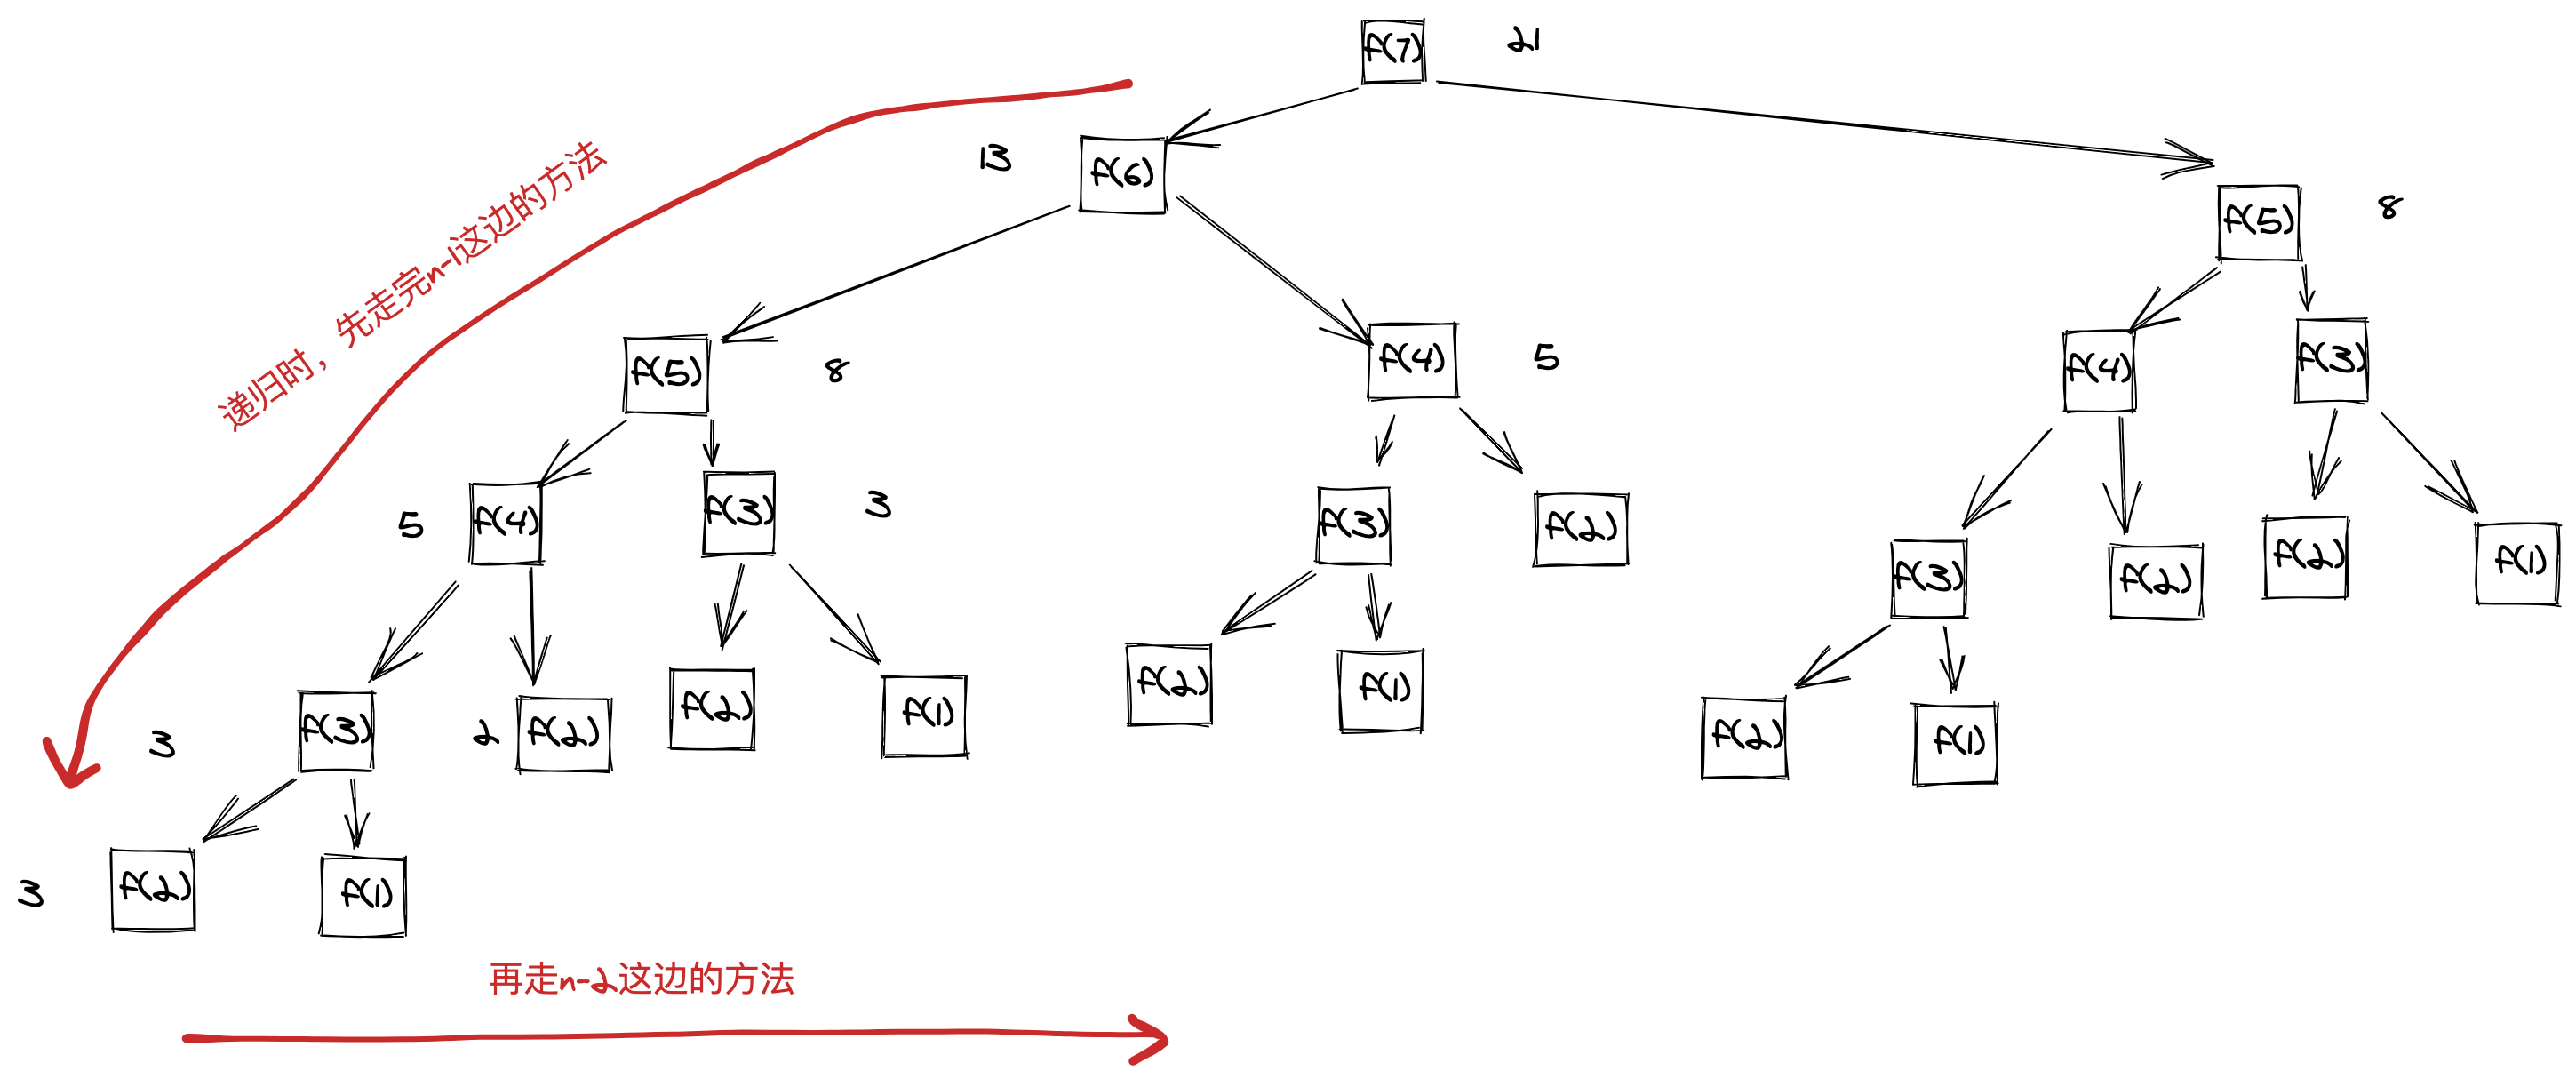 f(7)
21
13
f(6)
f(5)
8
f(5)
8
f(4)
5
f(4)
f(3)
5
f(4)
f(3)
3
f(3)
f(2)
f(3)
f(2)
f(2)
f(1)
3
f(3)
2
f(2)
f(2)
f(1)
f(2)
f(1)
f(2)
f(1)
3
f(2)
f(1)
递归时，先走完n-1这边的方法
再走n-2这边的方法